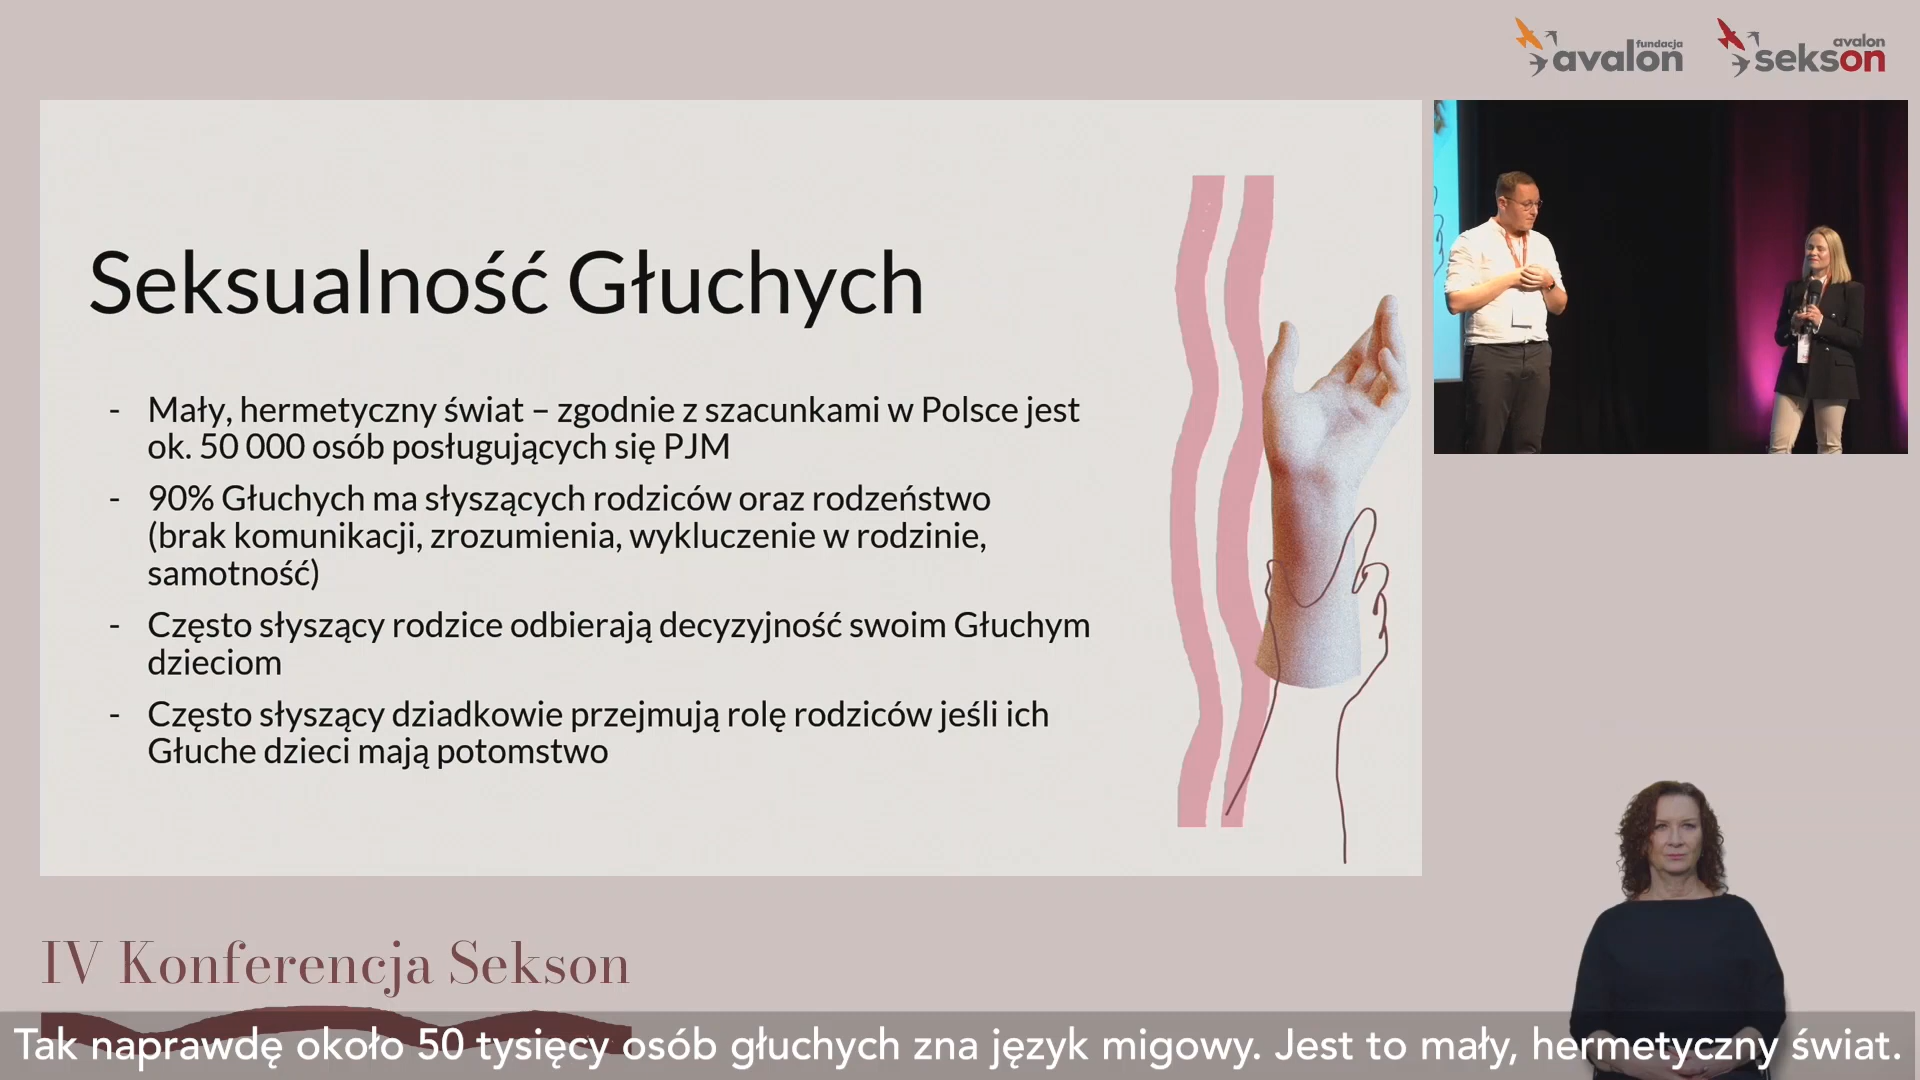 fundacja
avalon
avalon
sekson
Seksualność Głuchych
- Mały, hermetyczny świat – zgodnie z szacunkami w Polsce jest
ok. 50 000 osób posługujących się PJM
- 90% Głuchych ma słyszących rodziców oraz rodzeństwo
(brak komunikacji, zrozumienia, wykluczenie w rodzinie,
samotność)
- Często słyszący rodzice odbierają decyzyjność swoim Głuchym
dzieciom
- Często słyszący dziadkowie przejmują rolę rodziców jeśli ich
Głuche dzieci mają potomstwo
IV Konferencja Sekson
Tak naprawdę około 50 tysięcy osób głuchych zna język migowy. Jest to mały, hermetyczny świat.